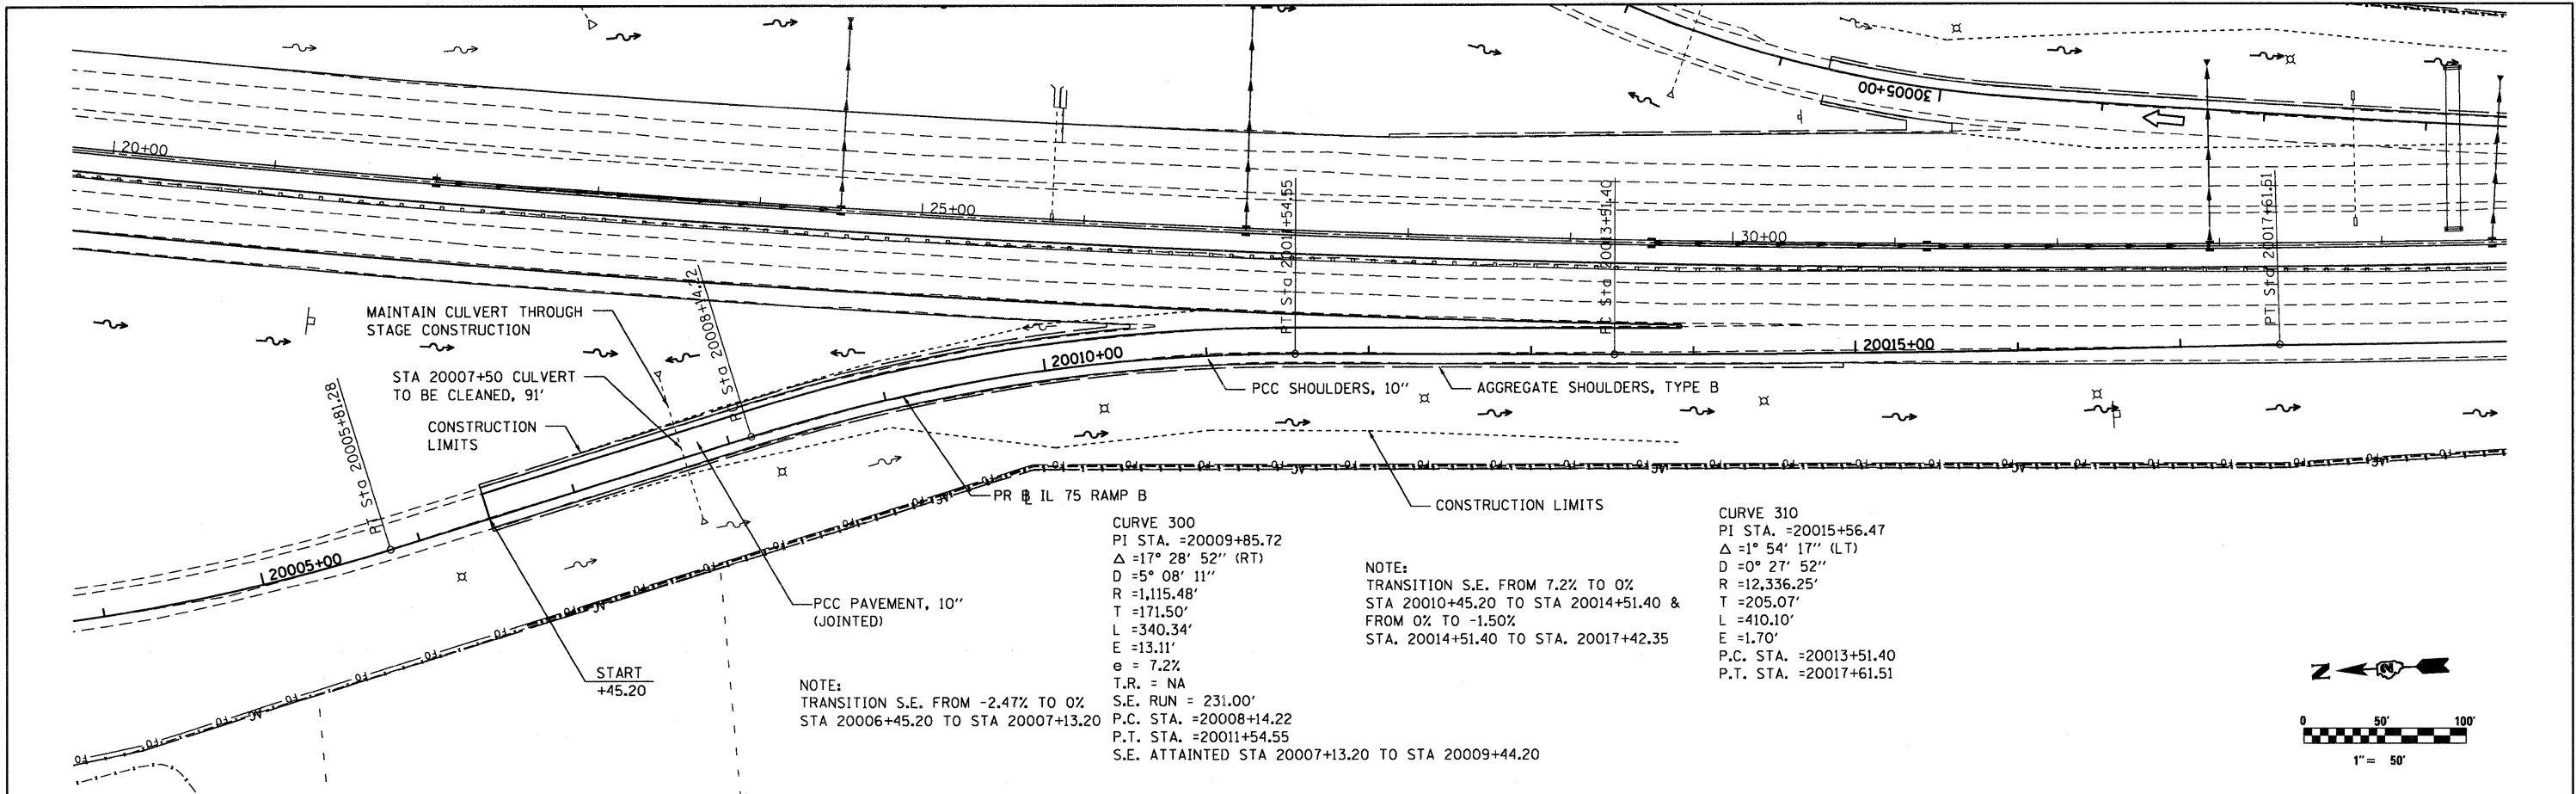 20+00
25+00
30+00
30005+00
PT Sta 20011+54.55
PC Sta 20013+51.40
PT Sta 20017+61.51
PC Sta 20008+14.22
PT Sta 20005+81.28
MAINTAIN CULVERT THROUGH
STAGE CONSTRUCTION
STA 20007+50 CULVERT
TO BE CLEANED, 91'
CONSTRUCTION
LIMITS
20005+00
20010+00
20015+00
PCC SHOULDERS, 10"
AGGREGATE SHOULDERS, TYPE B
PR ℄ IL 75 RAMP B
CONSTRUCTION LIMITS
PCC PAVEMENT, 10"
(JOINTED)
START
+45.20
NOTE:
TRANSITION S.E. FROM -2.47% TO 0%
STA 20006+45.20 TO STA 20007+13.20
CURVE 300
PI STA. =20009+85.72
Δ =17° 28' 52" (RT)
D =5° 08' 11"
R =1,115.48'
T =171.50'
L =340.34'
E =13.11'
e = 7.2%
T.R. = NA
S.E. RUN = 231.00'
P.C. STA. =20008+14.22
P.T. STA. =20011+54.55
S.E. ATTAINTED STA 20007+13.20 TO STA 20009+44.20
NOTE:
TRANSITION S.E. FROM 7.2% TO 0%
STA 20010+45.20 TO STA 20014+51.40 &
FROM 0% TO -1.50%
STA. 20014+51.40 TO STA. 20017+42.35
CURVE 310
PI STA. =20015+56.47
Δ =1° 54' 17" (LT)
D =0° 27' 52"
R =12,336.25'
T =205.07'
L =410.10'
E =1.70'
P.C. STA. =20013+51.40
P.T. STA. =20017+61.51
Z
0 50' 100'
1"= 50'